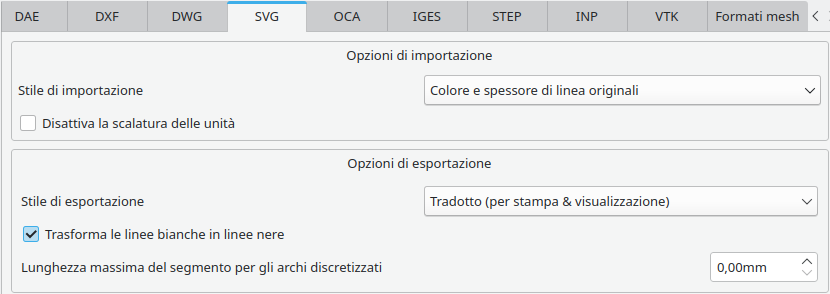 DAE DXF DWG SVG OCA IGES STEP INP VTK Formati mesh
Opzioni di importazione
Stile di importazione Colore e spessore di linea originali
Disattiva la scalatura delle unità
Opzioni di esportazione
Stile di esportazione Tradotto (per stampa & visualizzazione)
Trasforma le linee bianche in linee nere
Lunghezza massima del segmento per gli archi discretizzati 0,00mm